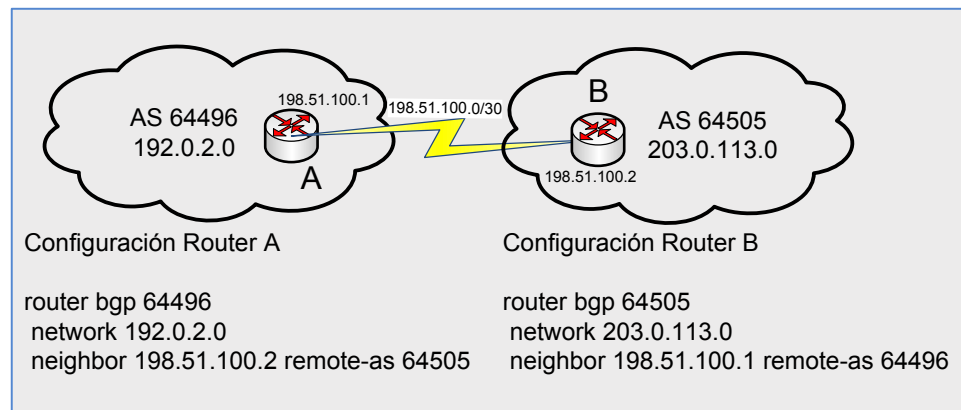 AS 64496
192.0.2.0
198.51.100.1
A
198.51.100.0/30
B
198.51.100.2
AS 64505
203.0.113.0
Configuración Router A
router bgp 64496
network 192.0.2.0
neighbor 198.51.100.2 remote-as 64505
Configuración Router B
router bgp 64505
network 203.0.113.0
neighbor 198.51.100.1 remote-as 64496